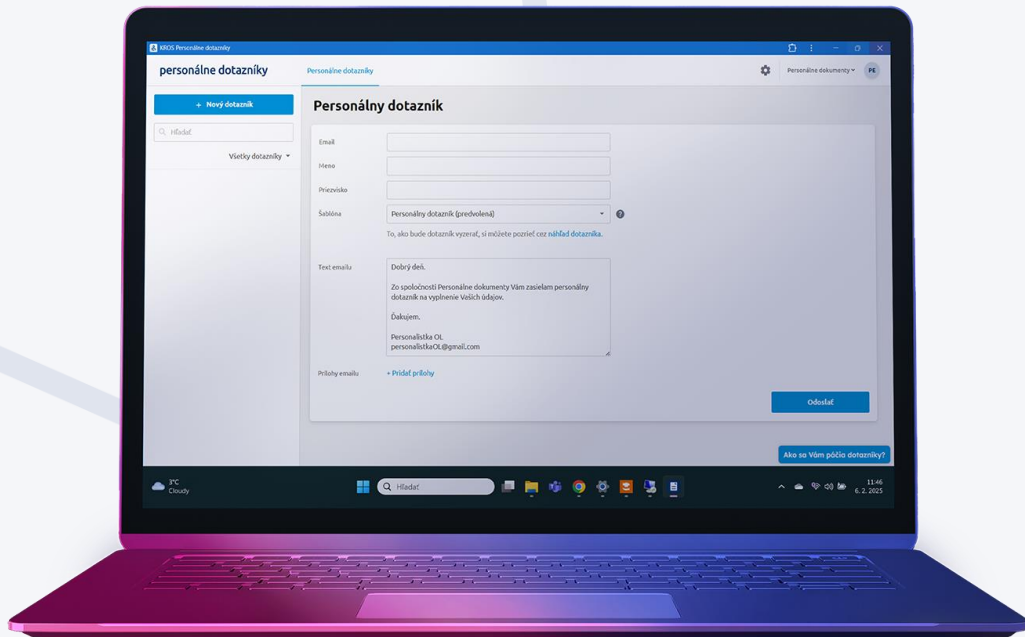 KROS Personálne dotazníky
personálne dotazníky
Personálne dotazníky
Personálne dokumenty
PE
+ Nový dotazník
Hľadať
Všetky dotazníky
Personálny dotazník
Email
Meno
Priezvisko
Šablóna
Personálny dotazník (predvolená)
?
To, ako bude dotazník vyzerať, si môžete pozrieť cez náhľad dotazníka.
Text emailu
Dobrý deň.
Zo spoločnosti Personálne dokumenty Vám zasielam personálny
dotazník na vyplnenie Vašich údajov.
Ďakujem.
Personalistka OL
personalistkaOL@gmail.com
Prílohy emailu
+ Pridať prílohy
Odoslať
Ako sa Vám páčia dotazníky?
3°C
Cloudy
Hľadať
11:46
6. 2. 2025